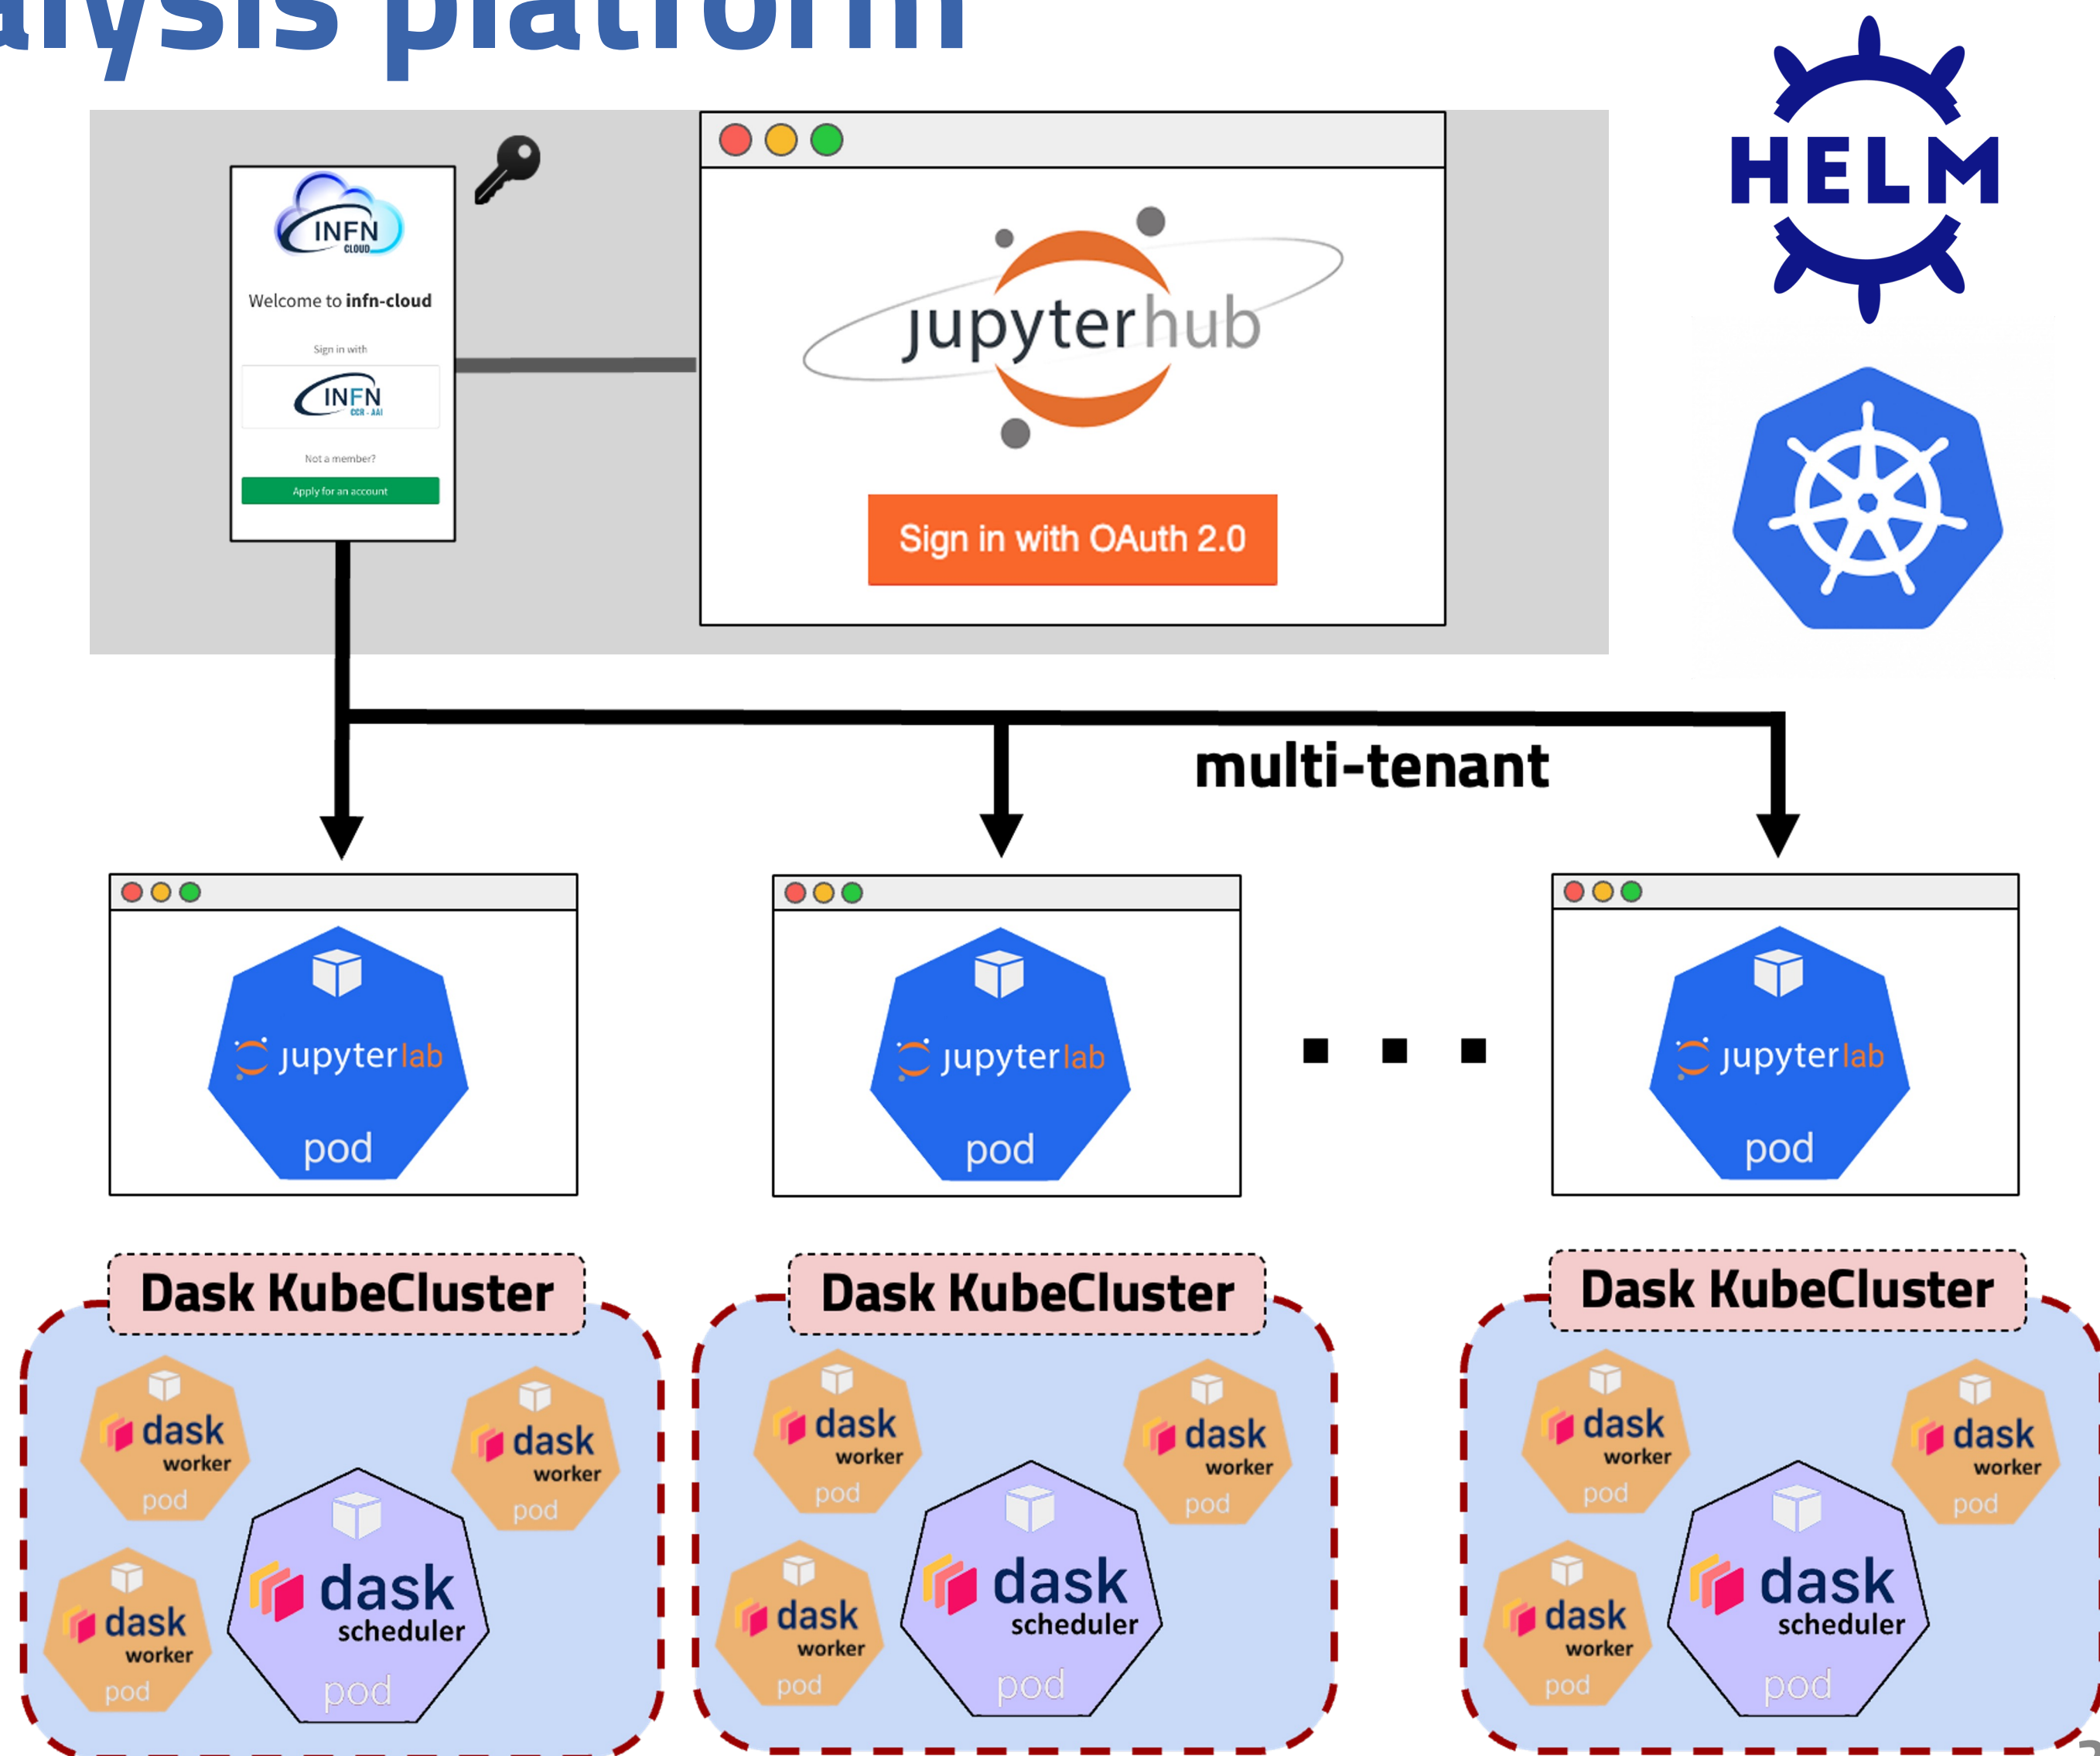 alysis platform
INFN
CLOUD
Welcome to infn-cloud
Sign in with
INFN
CCR - AAI
Not a member?
Apply for an account
jupyterhub
Sign in with OAuth 2.0
HELM
multi-tenant
jupyterlab
pod
jupyterlab
pod
jupyterlab
pod
Dask KubeCluster
dask
worker
pod
dask
worker
pod
dask
worker
pod
dask
scheduler
pod
Dask KubeCluster
dask
worker
pod
dask
worker
pod
dask
worker
pod
dask
scheduler
pod
Dask KubeCluster
dask
worker
pod
dask
worker
pod
dask
worker
pod
dask
scheduler
pod